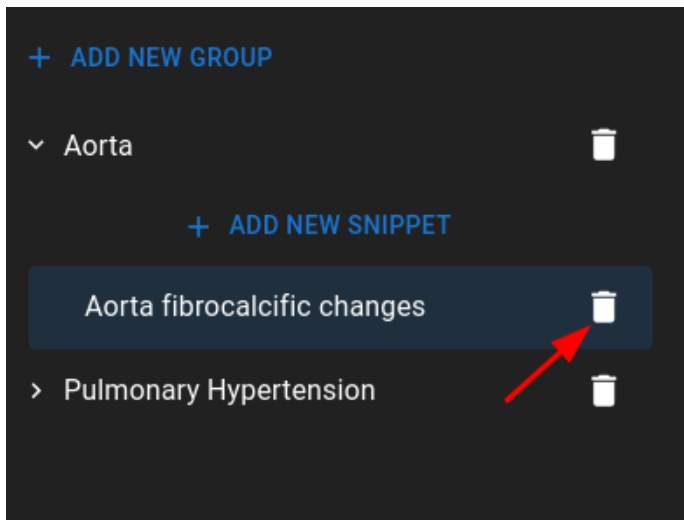 + ADD NEW GROUP
Aorta
+ ADD NEW SNIPPET
Aorta fibrocalcific changes
Pulmonary Hypertension